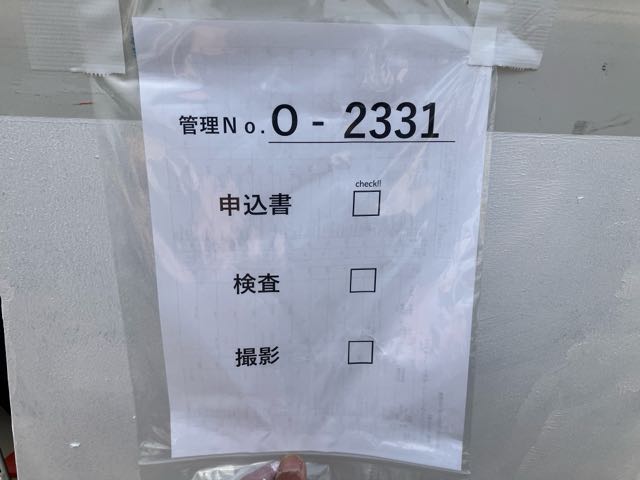 管理No. O - 2331
check!!
申込書 □
検査 □
撮影 □